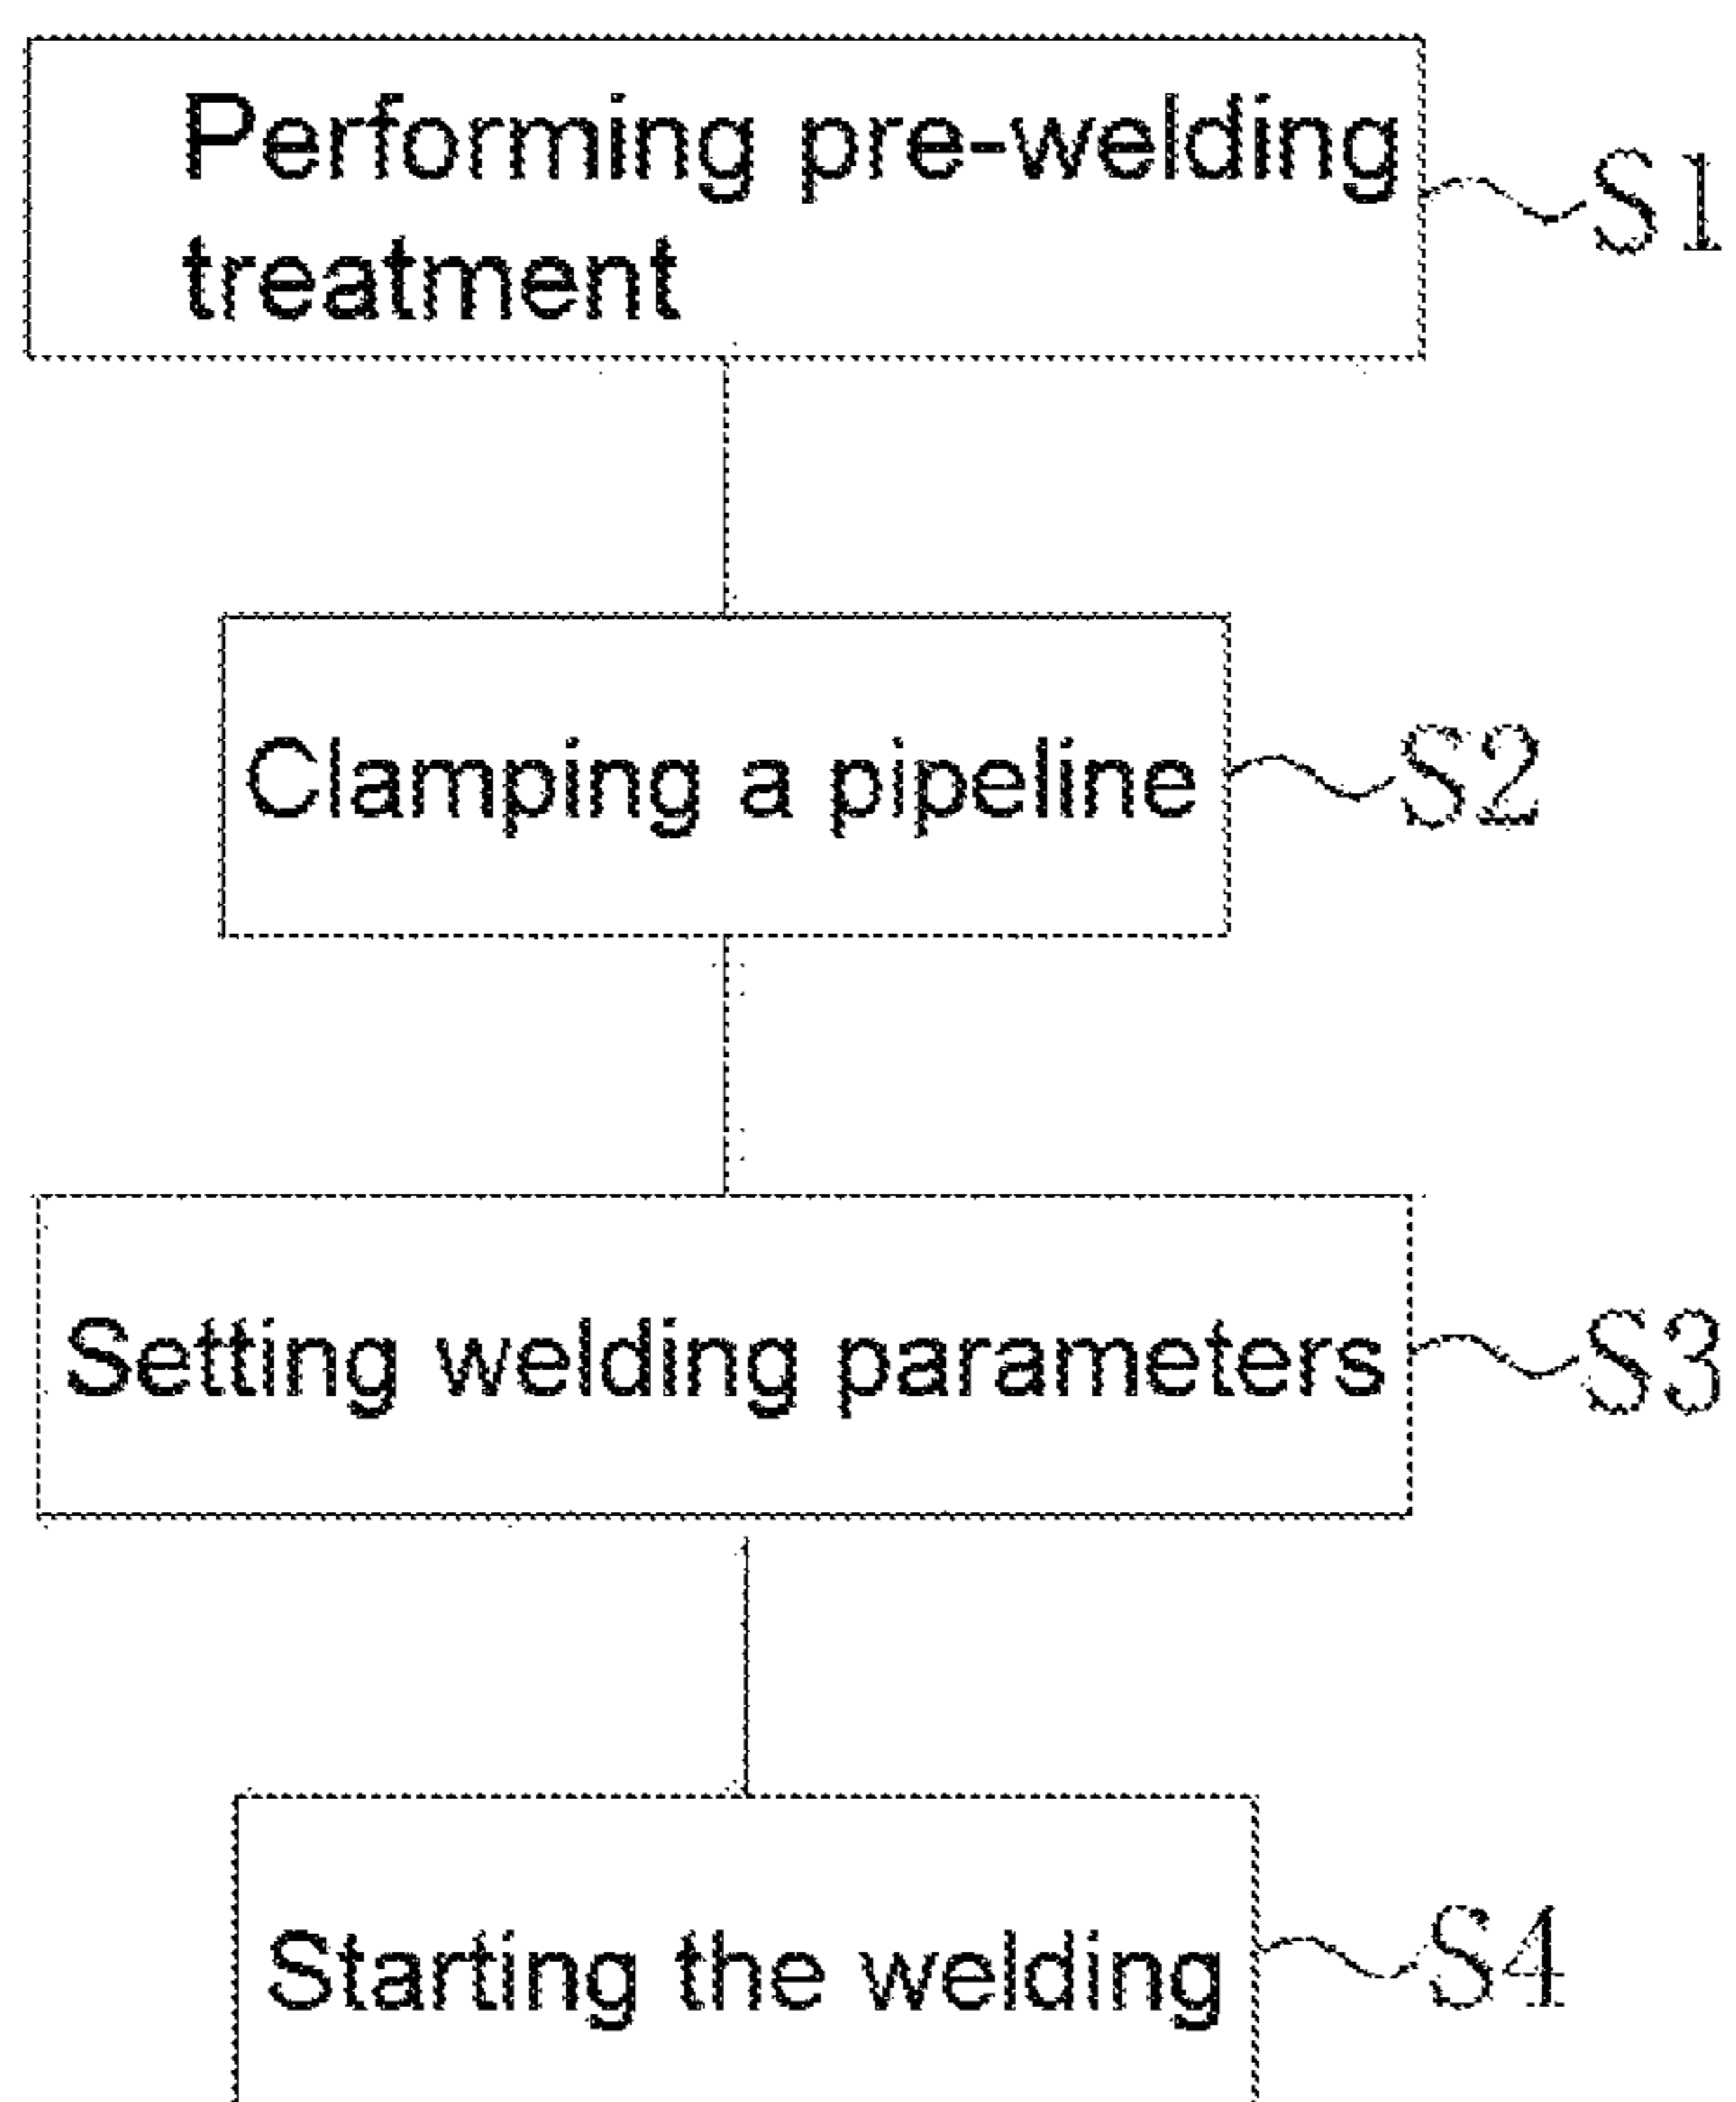 Performing pre-welding
treatment
S1
Clamping a pipeline
S2
Setting welding parameters
S3
Starting the welding
S4